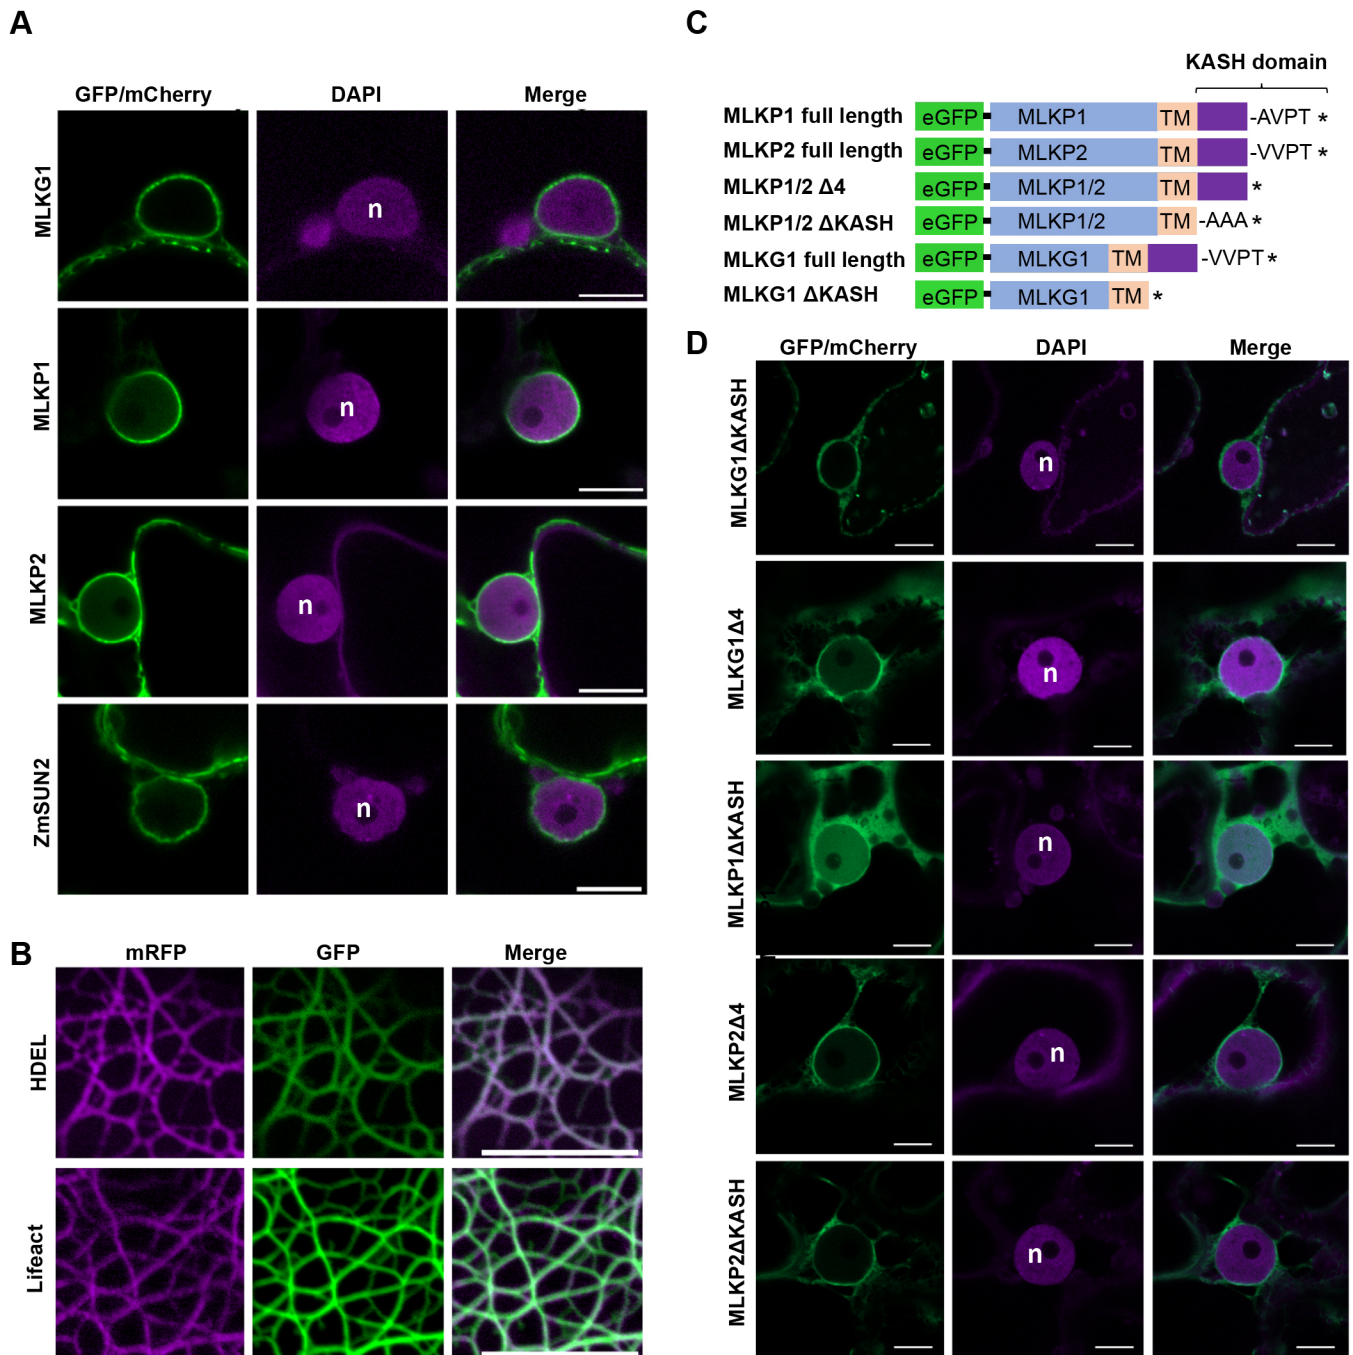 A
GFP/mCherry DAPI Merge
MLKG1
n
MLKP1
n
MLKP2
n
ZmSUN2
n
B
mRFP GFP Merge
HDEL
Lifeact
C
KASH domain
MLKP1 full length eGFP MLKP1 TM -AVPT *
MLKP2 full length eGFP MLKP2 TM -VVPT *
MLKP1/2 Δ4 eGFP MLKP1/2 TM *
MLKP1/2 ΔKASH eGFP MLKP1/2 TM -AAA *
MLKG1 full length eGFP MLKG1 TM -VVPT *
MLKG1 ΔKASH eGFP MLKG1 TM *
D
GFP/mCherry DAPI Merge
MLKG1ΔKASH
n
MLKG1Δ4
n
MLKP1ΔKASH
n
MLKP2Δ4
n
MLKP2ΔKASH
n